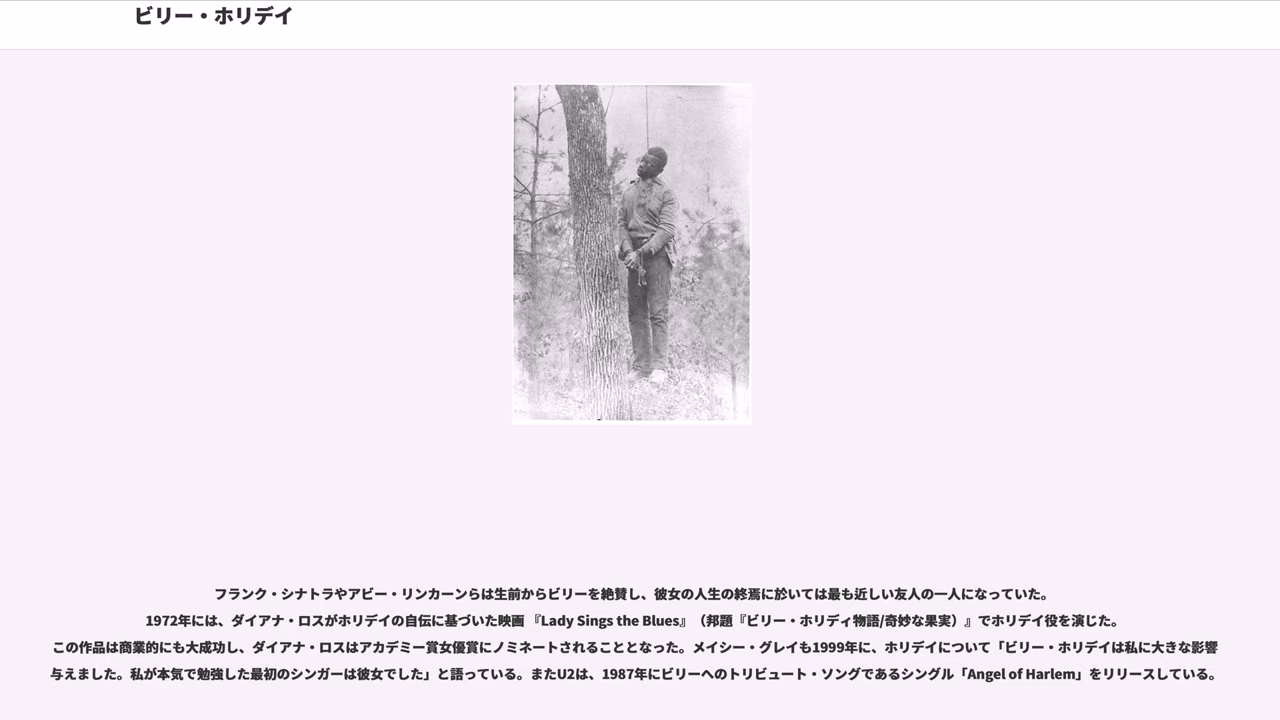 ビリー・ホリデイ
フランク・シナトラやアビー・リンカーンらは生前からビリーを絶賛し、彼女の人生の終焉に於いては最も近しい友人の一人になっていた。
1972年には、ダイアナ・ロスがホリデイの自伝に基づいた映画 『Lady Sings the Blues』（邦題『ビリー・ホリディ物語/奇妙な果実）』でホリデイ役を演じた。
この作品は商業的にも大成功し、ダイアナ・ロスはアカデミー賞女優賞にノミネートされることとなった。メイシー・グレイも1999年に、ホリデイについて「ビリー・ホリデイは私に大きな影響
与えました。私が本気で勉強した最初のシンガーは彼女でした」と語っている。またU2は、1987年にビリーへのトリビュート・ソングであるシングル「Angel of Harlem」をリリースしている。